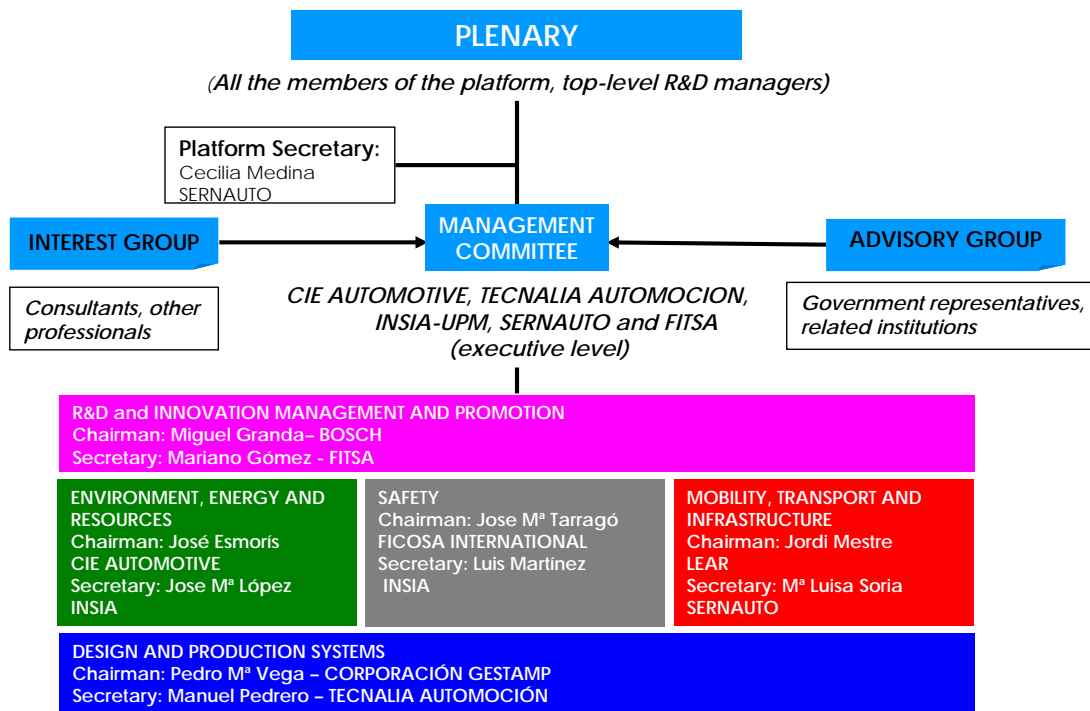 PLENARY
(All the members of the platform, top-level R&D managers)
Platform Secretary:
Cecilia Medina
SERNAUTO
INTEREST GROUP
MANAGEMENT
COMMITTEE
ADVISORY GROUP
Consultants, other
professionals
CIE AUTOMOTIVE, TECNALIA AUTOMOCION,
INSIA-UPM, SERNAUTO and FITSA
(executive level)
Government representatives,
related institutions
R&D and INNOVATION MANAGEMENT AND PROMOTION
Chairman: Miguel Granda– BOSCH
Secretary: Mariano Gómez - FITSA
ENVIRONMENT, ENERGY AND
RESOURCES
Chairman: José Esmorís
CIE AUTOMOTIVE
Secretary: Jose Mª López
INSIA
SAFETY
Chairman: Jose Mª Tarragó
FICOSA INTERNATIONAL
Secretary: Luis Martínez
INSIA
MOBILITY, TRANSPORT AND
INFRASTRUCTURE
Chairman: Jordi Mestre
LEAR
Secretary: Mª Luisa Soria
SERNAUTO
DESIGN AND PRODUCTION SYSTEMS
Chairman: Pedro Mª Vega – CORPORACIÓN GESTAMP
Secretary: Manuel Pedrero – TECNALIA AUTOMOCIÓN